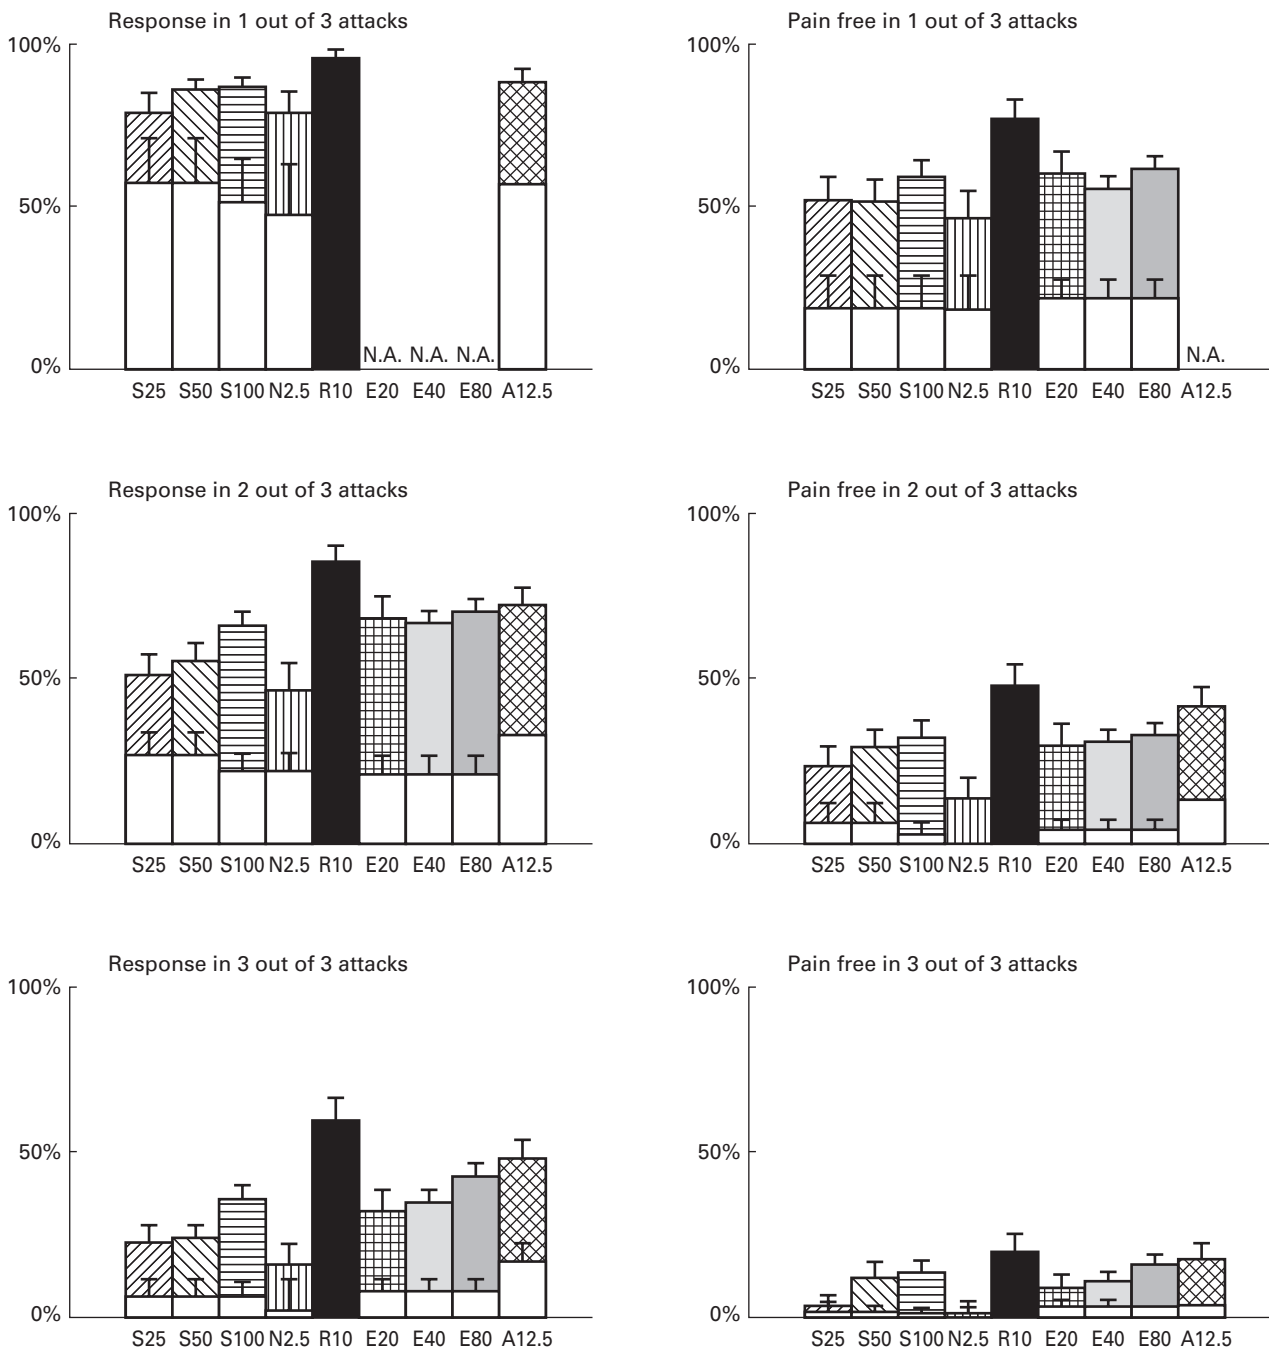 Response in 1 out of 3 attacks
100%
50%
0%
N.A. N.A. N.A.
S25 S50 S100 N2.5 R10 E20 E40 E80 A12.5
Pain free in 1 out of 3 attacks
100%
50%
0%
N.A.
S25 S50 S100 N2.5 R10 E20 E40 E80 A12.5
Response in 2 out of 3 attacks
100%
50%
0%
S25 S50 S100 N2.5 R10 E20 E40 E80 A12.5
Pain free in 2 out of 3 attacks
100%
50%
0%
S25 S50 S100 N2.5 R10 E20 E40 E80 A12.5
Response in 3 out of 3 attacks
100%
50%
0%
S25 S50 S100 N2.5 R10 E20 E40 E80 A12.5
Pain free in 3 out of 3 attacks
100%
50%
0%
S25 S50 S100 N2.5 R10 E20 E40 E80 A12.5